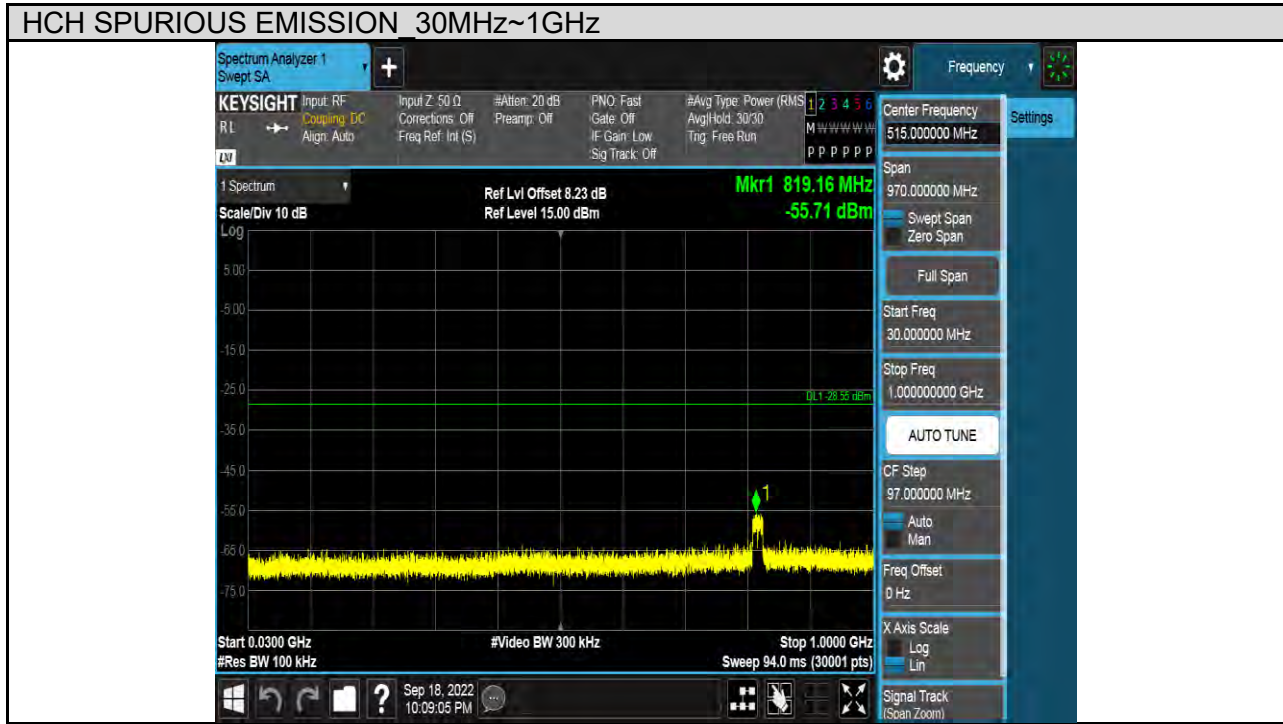 HCH SPURIOUS EMISSION_30MHz~1GHz
Spectrum Analyzer 1
Swept SA
+
Frequency
KEYSIGHT
RL
LXI
Input: RF
Coupling: DC
Align: Auto
Input Z: 50 Ω
Corrections: Off
Freq Ref: Int (S)
#Atten: 20 dB
Preamp: Off
PNO: Fast
Gate: Off
IF Gain: Low
Sig Track: Off
#Avg Type: Power (RMS
Avg|Hold: 30/30
Trig: Free Run
1 2 3 4 5 6
M W W W W W
P P P P P P
Center Frequency
515.000000 MHz
Settings
Span
970.000000 MHz
Swept Span
Zero Span
Full Span
Start Freq
30.000000 MHz
Stop Freq
1.000000000 GHz
AUTO TUNE
CF Step
97.000000 MHz
Auto
Man
Freq Offset
0 Hz
X Axis Scale
Log
Lin
Signal Track
(Span Zoom)
1 Spectrum
Scale/Div 10 dB
Log
Ref Lvl Offset 8.23 dB
Ref Level 15.00 dBm
Mkr1 819.16 MHz
-55.71 dBm
5.00
-5.00
-15.0
-25.0
DL1 -28.55 dBm
-35.0
-45.0
1
-55.0
-65.0
-75.0
Start 0.0300 GHz
#Res BW 100 kHz
#Video BW 300 kHz
Stop 1.0000 GHz
Sweep 94.0 ms (30001 pts)
?
Sep 18, 2022
10:09:05 PM